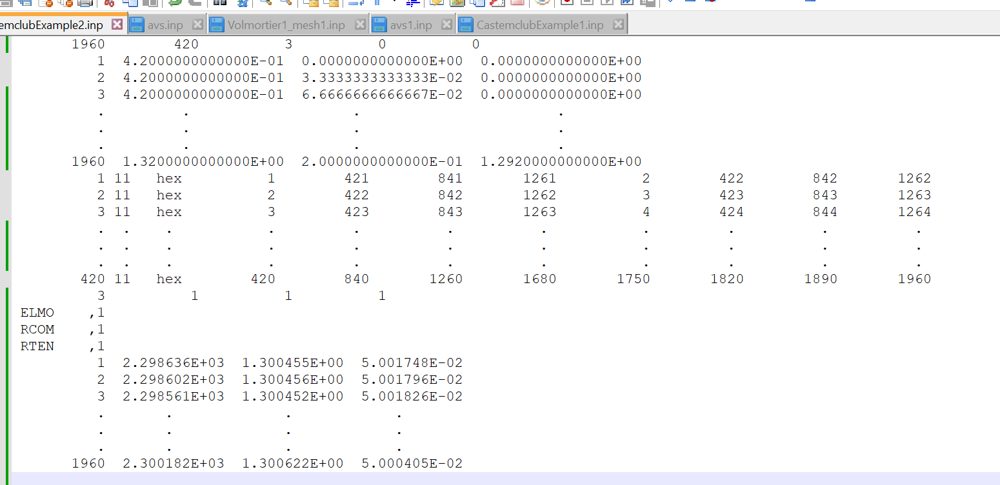 emclubExample2.inp avs.inp Volmortier1_mesh1.inp avs1.inp CastemclubExample1.inp
1960 420 3 0 0
1 4.2000000000000E-01 0.0000000000000E+00 0.0000000000000E+00
2 4.2000000000000E-01 3.3333333333333E-02 0.0000000000000E+00
3 4.2000000000000E-01 6.6666666666667E-02 0.0000000000000E+00
. . . .
. . . .
. . . .
1960 1.3200000000000E+00 2.0000000000000E-01 1.2920000000000E+00
1 11 hex 1 421 841 1261 2 422 842 1262
2 11 hex 2 422 842 1262 3 423 843 1263
3 11 hex 3 423 843 1263 4 424 844 1264
. . . . . . . . . . .
. . . . . . . . . . .
. . . . . . . . . . .
420 11 hex 420 840 1260 1680 1750 1820 1890 1960
3 1 1 1
ELMO ,1
RCOM ,1
RTEN ,1
1 2.298636E+03 1.300455E+00 5.001748E-02
2 2.298602E+03 1.300456E+00 5.001796E-02
3 2.298561E+03 1.300452E+00 5.001826E-02
. . . .
. . . .
. . . .
1960 2.300182E+03 1.300622E+00 5.000405E-02